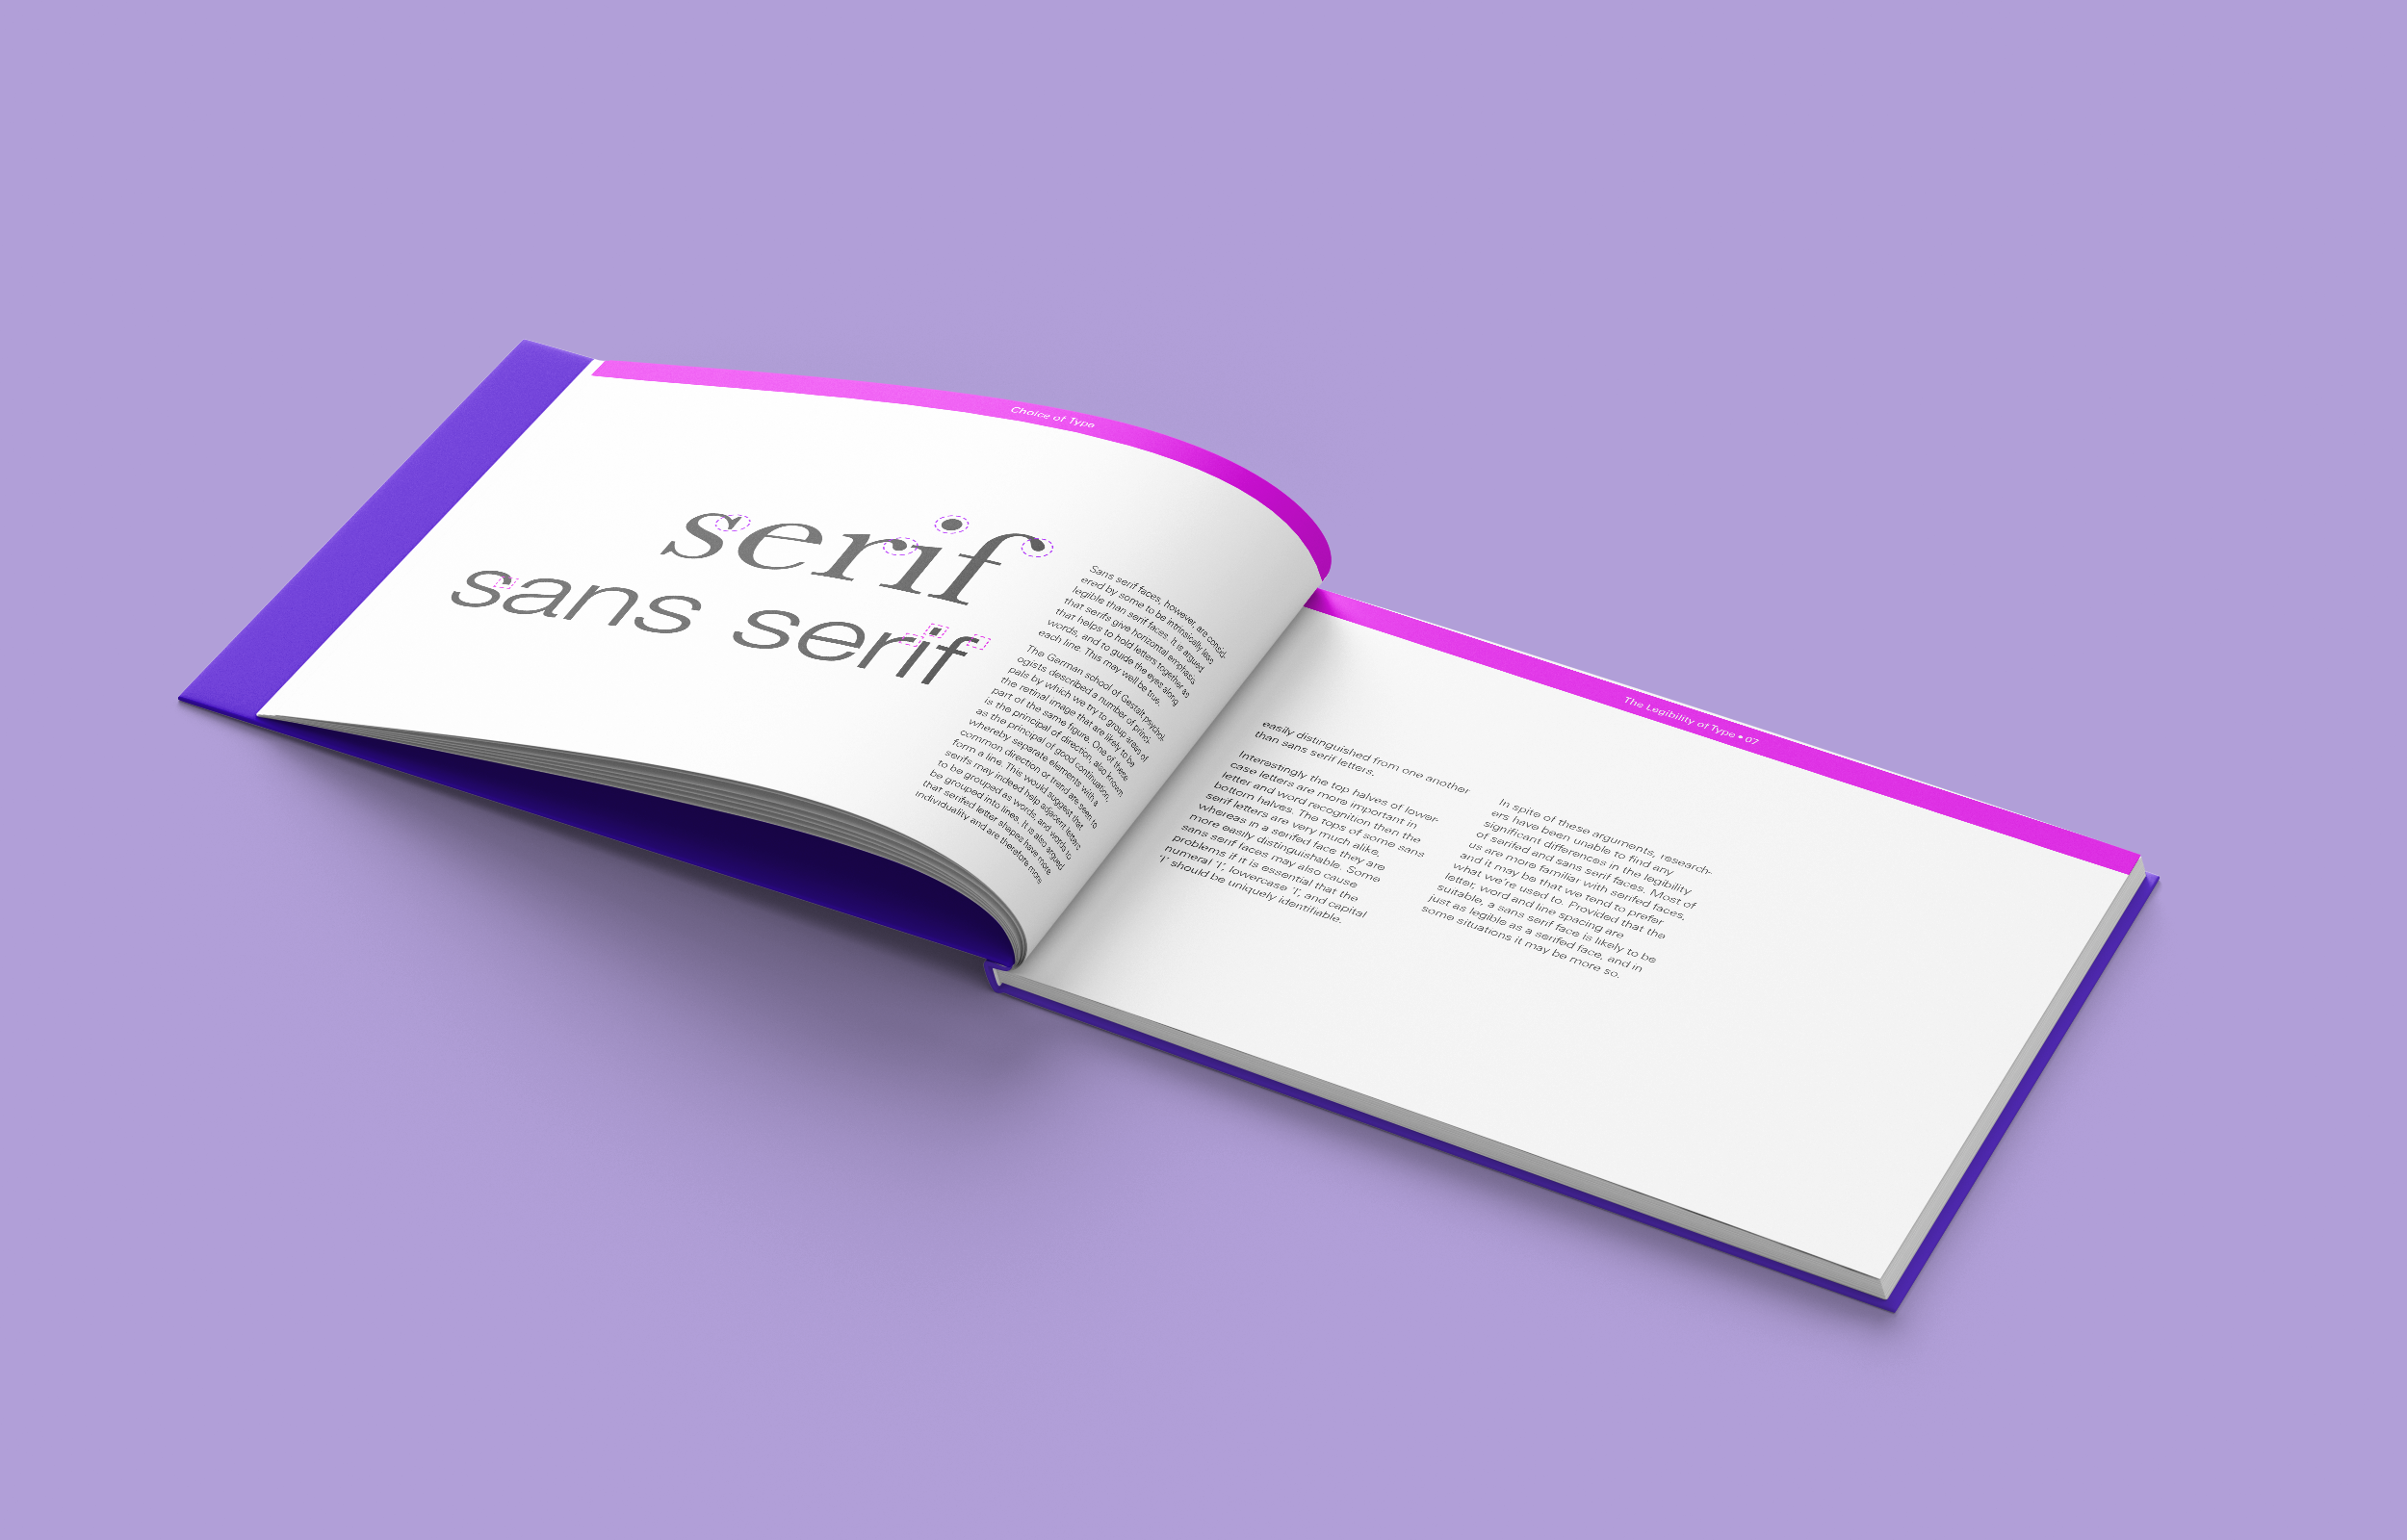 Choice of Type
serif
sans serif
Sans serif faces, however, are consid-
ered by some to be intrinsically less
legible than serif faces. It is argued
that serifs give horizontal emphasis
that helps to hold letters together as
words, and to guide the eyes along
each line. This may well be true.
The German school of Gestalt psychol-
ogists described a number of princi-
pals by which we try to group areas of
the retinal image that are likely to be
part of the same figure. One of these
is the principal of direction, also known
as the principal of good continuation,
whereby separate elements with a
common direction or trend are seen to
form a line. This would suggest that
serifs may indeed help adjacent letters
to be grouped as words, and words to
be grouped into lines. It is also argued
that serifed letter shapes have more
individuality and are therefore more
The Legibility of Type • 07
easily distinguished from one another
than sans serif letters.
Interestingly the top halves of lower-
case letters are more important in
letter and word recognition then the
bottom halves. The tops of some sans
serif letters are very much alike,
whereas in a serifed face they are
more easily distinguishable. Some
sans serif faces may also cause
problems if it is essential that the
numeral '1', lowercase 'l', and capital
'I' should be uniquely identifiable.
In spite of these arguments, research-
ers have been unable to find any
significant differences in the legibility
of serifed and sans serif faces. Most of
us are more familiar with serifed faces,
and it may be that we tend to prefer
what we're used to. Provided that the
letter, word and line spacing are
suitable, a sans serif face is likely to be
just as legible as a serifed face, and in
some situations it may be more so.